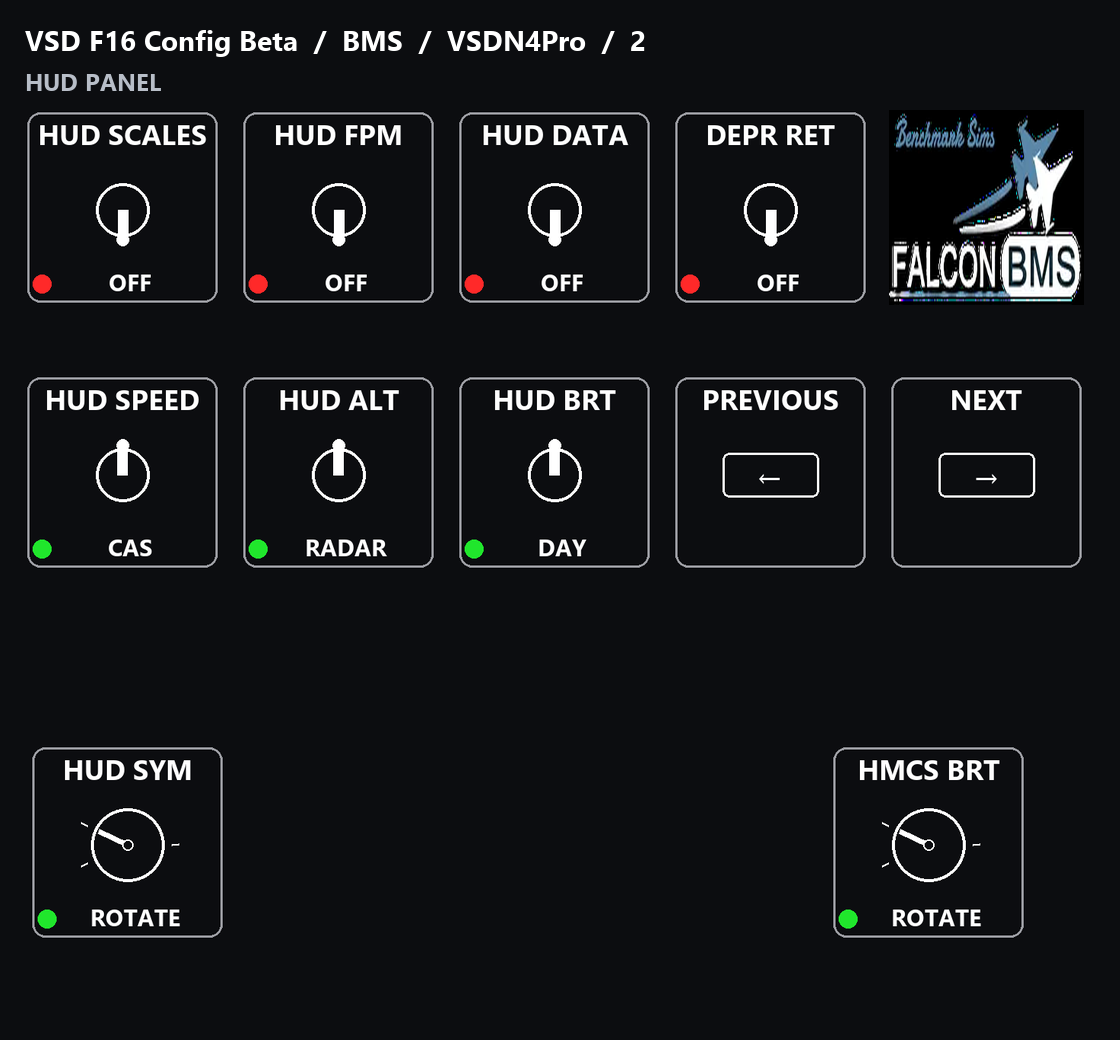 VSD F16 Config Beta / BMS / VSDN4Pro / 2
HUD PANEL
HUD SCALES
OFF
HUD FPM
OFF
HUD DATA
OFF
DEPR RET
OFF
Benchmark Sims
FALCON BMS
HUD SPEED
CAS
HUD ALT
RADAR
HUD BRT
DAY
PREVIOUS
←
NEXT
→
HUD SYM
ROTATE
HMCS BRT
ROTATE